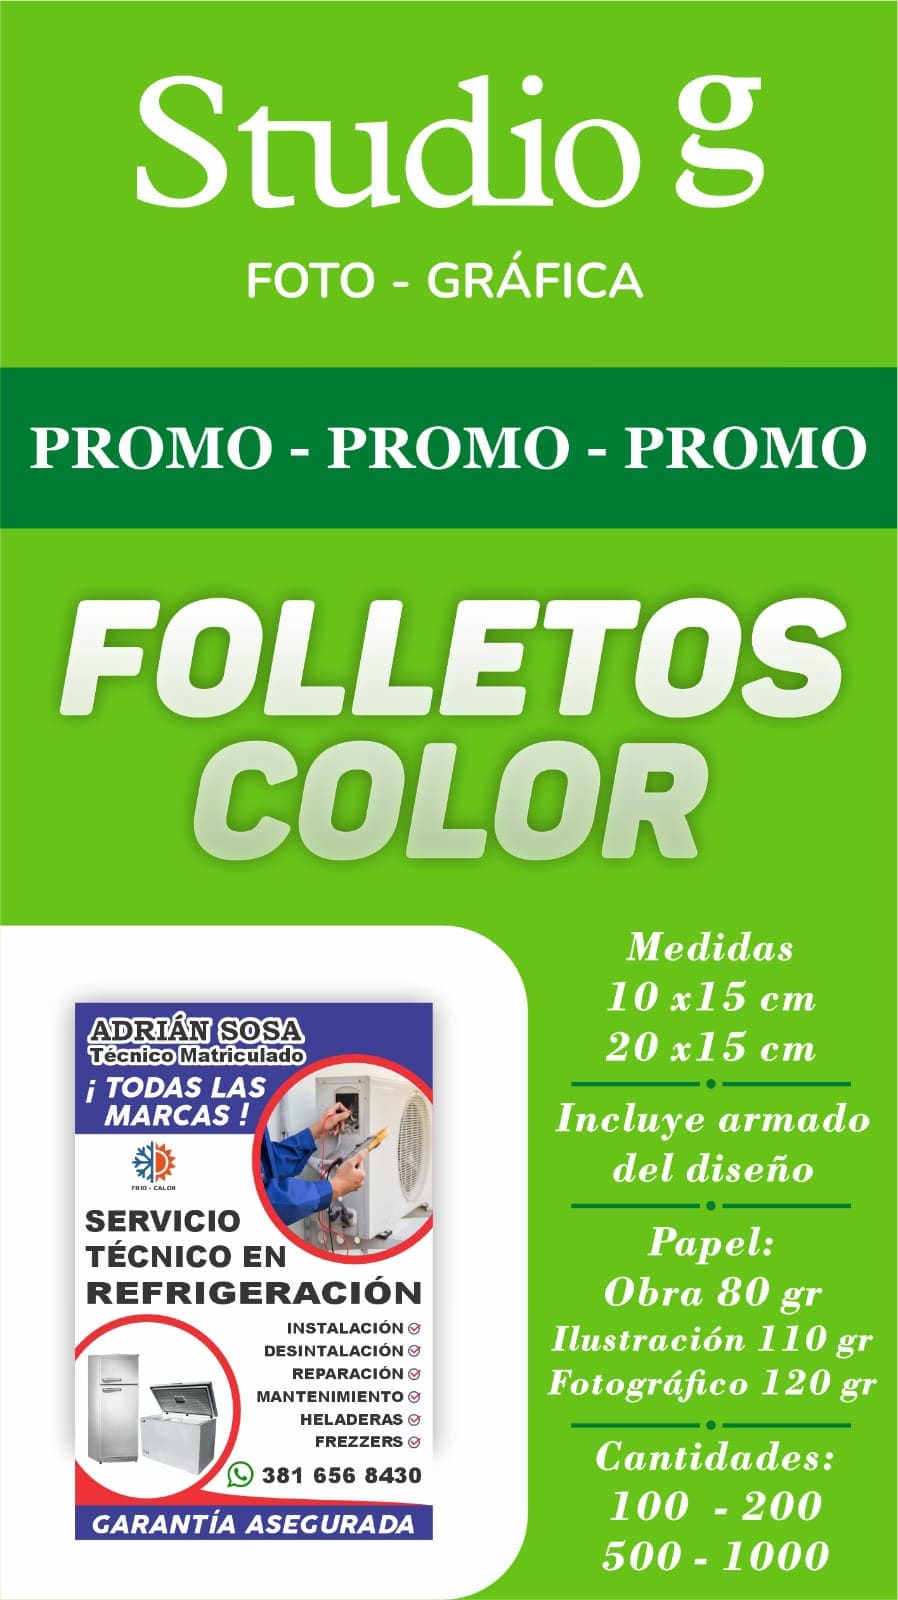 Studio g
FOTO - GRÁFICA
PROMO - PROMO - PROMO
FOLLETOS
COLOR
ADRIÁN SOSA
Técnico Matriculado
¡ TODAS LAS
MARCAS !
FRIO - CALOR
SERVICIO
TÉCNICO EN
REFRIGERACIÓN
INSTALACIÓN
DESINTALACIÓN
REPARACIÓN
MANTENIMIENTO
HELADERAS
FREZZERS
381 656 8430
GARANTÍA ASEGURADA
Medidas
10 x15 cm
20 x15 cm
Incluye armado
del diseño
Papel:
Obra 80 gr
Ilustración 110 gr
Fotográfico 120 gr
Cantidades:
100 - 200
500 - 1000